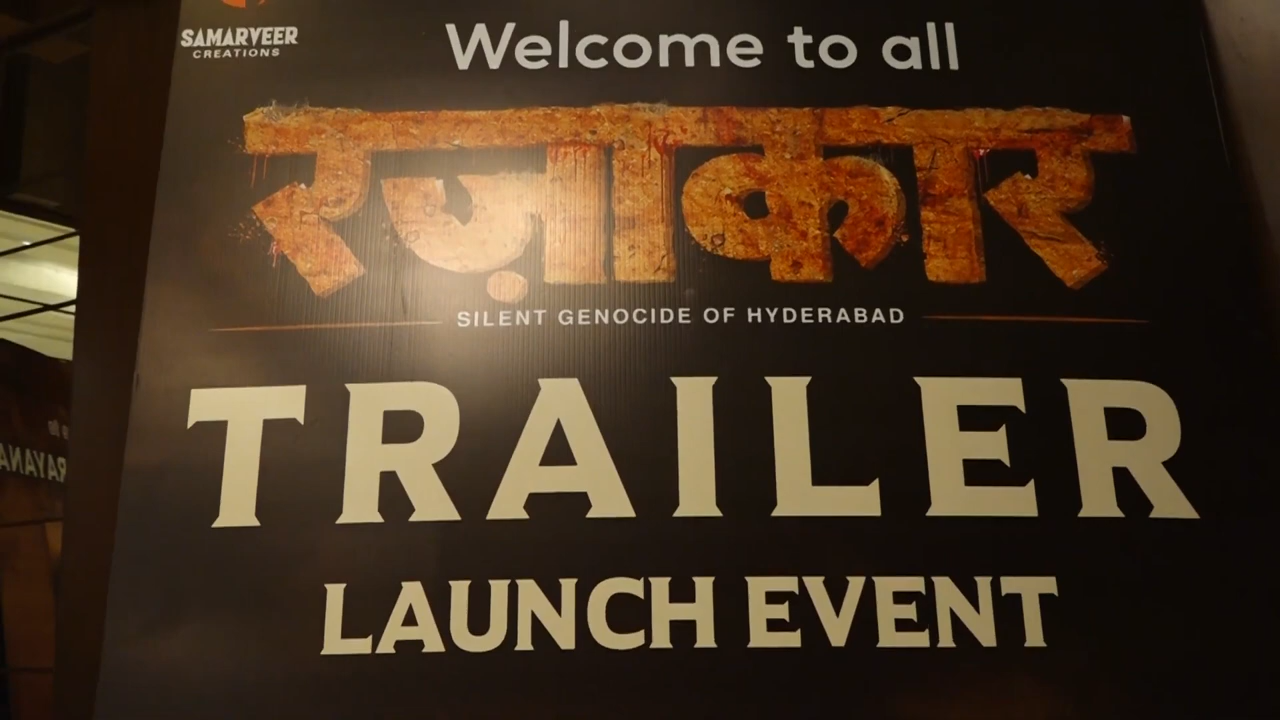 SAMARVEER
CREATIONS
Welcome to all
रज़ाकार
SILENT GENOCIDE OF HYDERABAD
TRAILER
LAUNCH EVENT